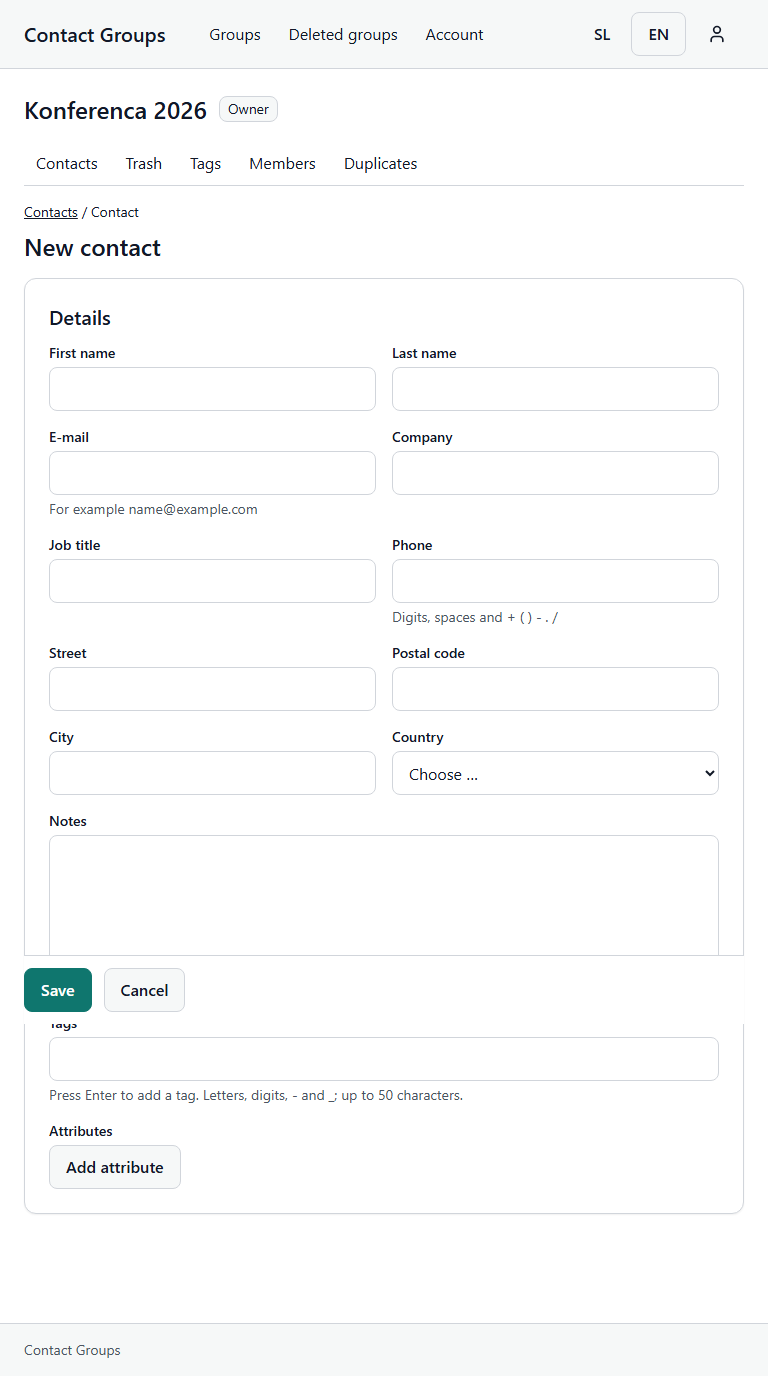 Contact Groups Groups Deleted groups Account SL EN
Konferenca 2026 Owner
Contacts Trash Tags Members Duplicates
Contacts / Contact
New contact
Details
First name Last name
E-mail Company
For example name@example.com
Job title Phone
Digits, spaces and + ( ) - . /
Street Postal code
City Country
Choose ...
Notes
Save Cancel
Tags
Press Enter to add a tag. Letters, digits, - and _; up to 50 characters.
Attributes
Add attribute
Contact Groups